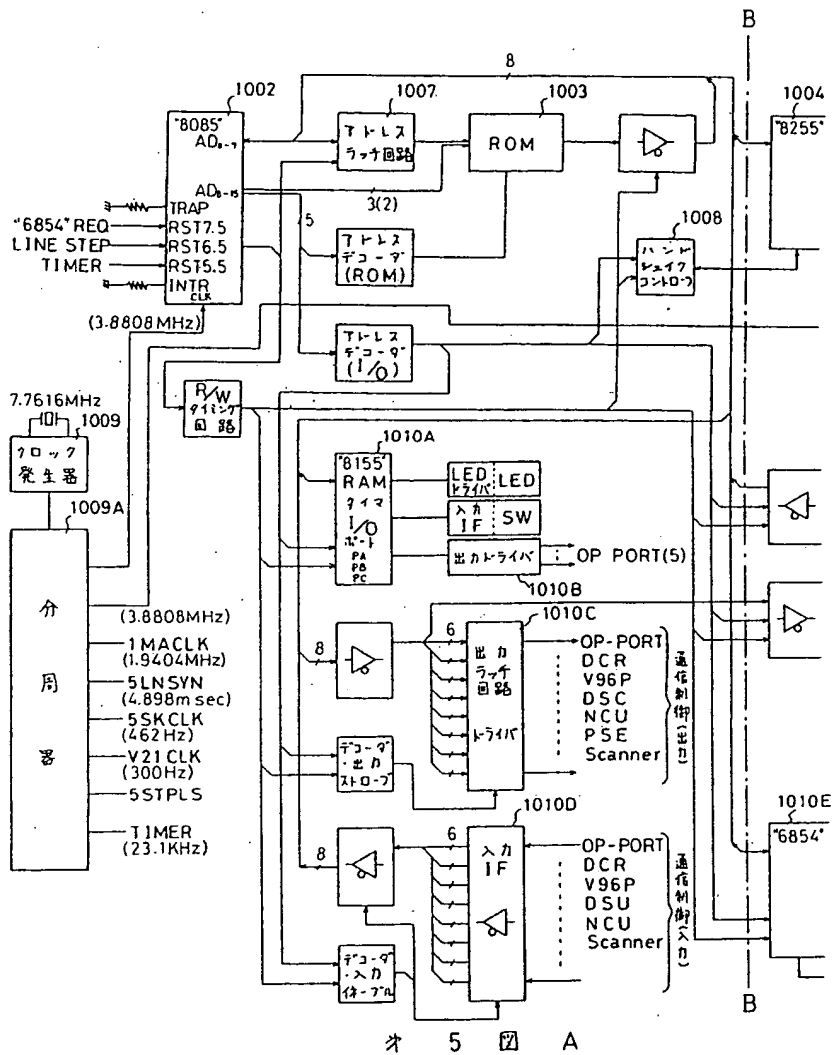 B
8
1002
1007
1003
1004
"8085"
AD₀₋₇
アドレス
ラッチ回路
ROM
"8255"
AD₈₋₁₅
3(2)
5
TRAP
"6854" REQ
RST7.5
LINE STEP
RST6.5
TIMER
RST5.5
INTR
CLK
(3.8808MHz)
アドレス
デコーダ
(ROM)
1008
ハンド
シェイク
コントローラ
アドレス
デコーダ
(I/O)
7.7616MHz
1009
クロック
発生器
R/W
タイミング
回路
1009A
分周器
1010A
"8155"
RAM
タイマ
I/O
ポート
PA
PB
PC
LED
ドライバ
LED
入力
IF
SW
出力ドライバ
OP PORT(5)
1010B
1010C
(3.8808MHz)
1MACLK
(1.9404MHz)
5LNSYN
(4.898msec)
5SKCLK
(462Hz)
V21CLK
(300Hz)
5STPLS
TIMER
(23.1KHz)
8
6
出力
ラッチ
回路
ドライバ
OP-PORT
DCR
V96P
DSC
NCU
PSE
Scanner
通信制御(出力)
デコーダ
・出力
ストローブ
1010D
8
6
入力
IF
OP-PORT
DCR
V96P
DSU
NCU
Scanner
通信制御(入力)
デコーダ
・入力
イネーブル
1010E
"6854"
B
才5図A